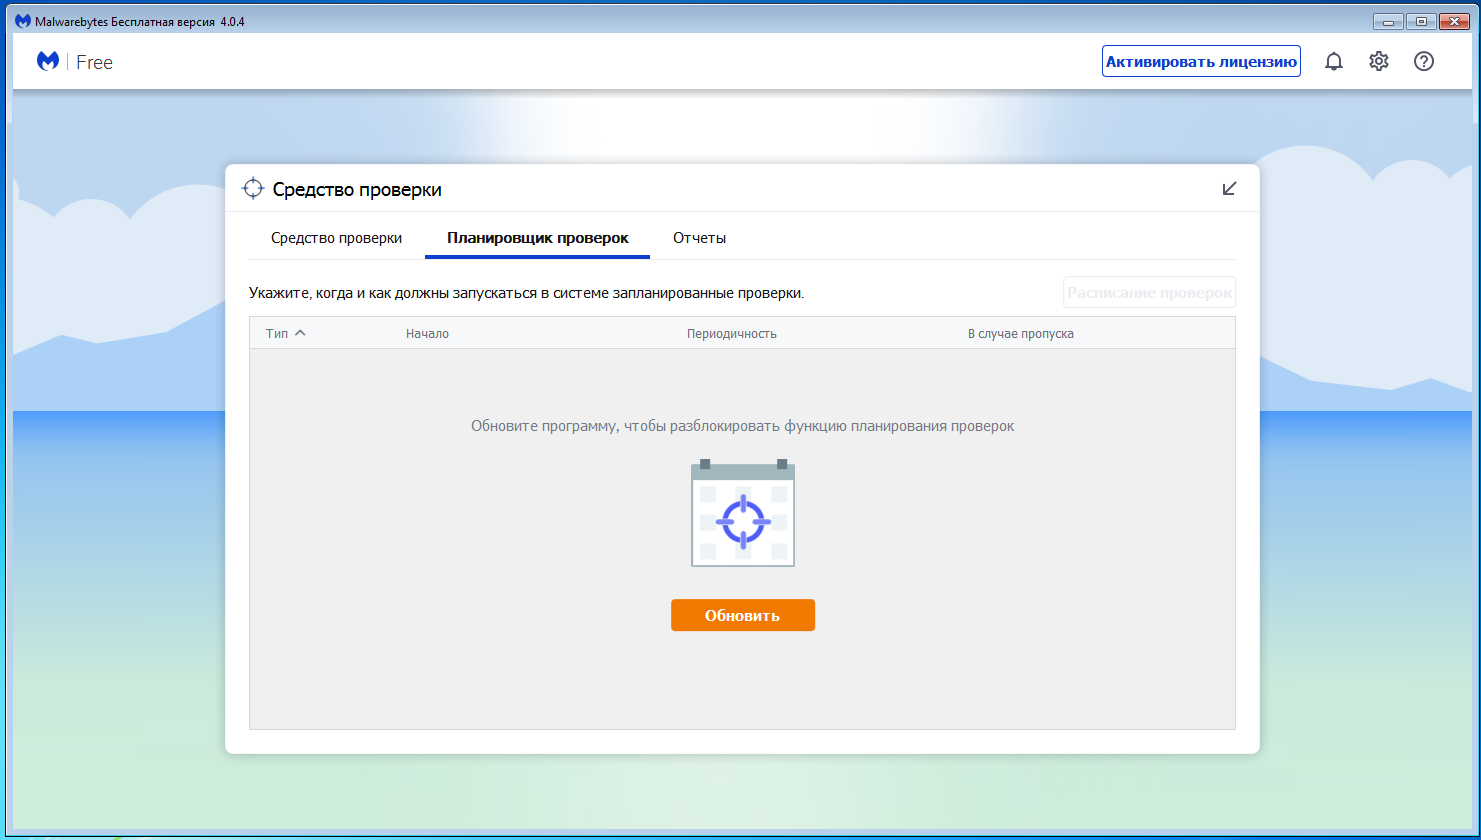 Malwarebytes Бесплатная версия 4.0.4
Free
Активировать лицензию
Средство проверки
Средство проверки
Планировщик проверок
Отчеты
Укажите, когда и как должны запускаться в системе запланированные проверки.
Расписание проверок
Тип
Начало
Периодичность
В случае пропуска
Обновите программу, чтобы разблокировать функцию планирования проверок
Обновить